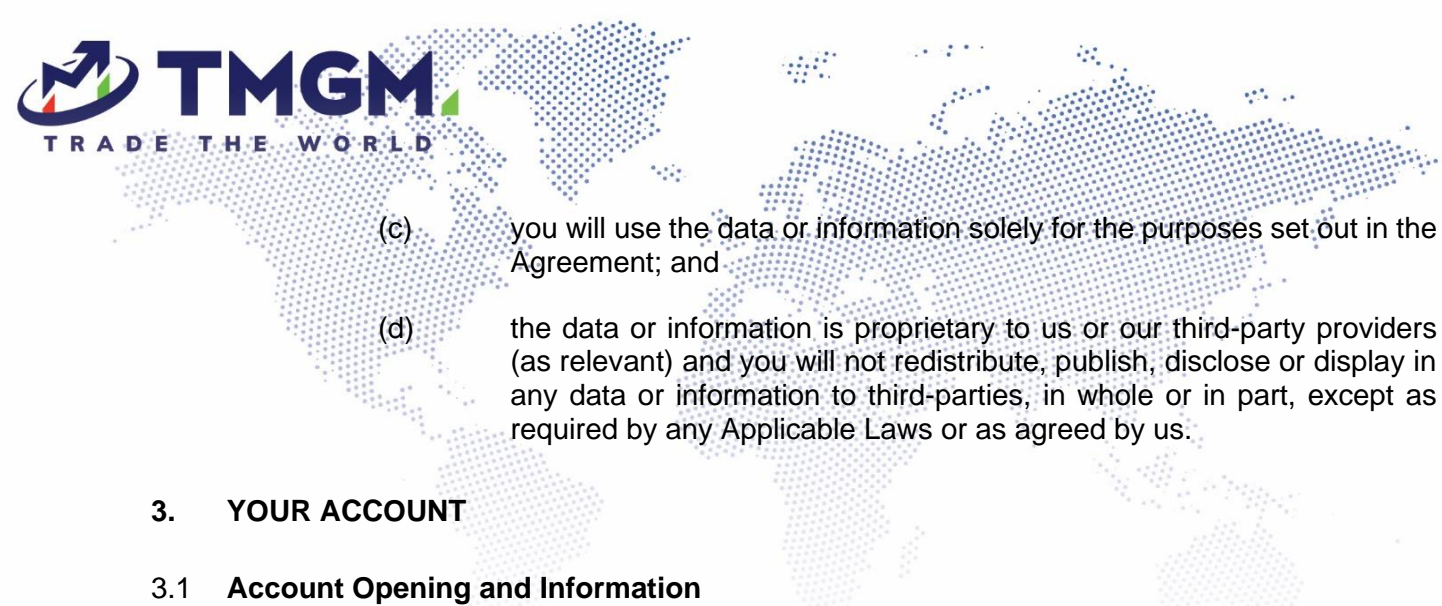 TMGM
TRADE THE WORLD
(c) you will use the data or information solely for the purposes set out in the
Agreement; and
(d) the data or information is proprietary to us or our third-party providers
(as relevant) and you will not redistribute, publish, disclose or display in
any data or information to third-parties, in whole or in part, except as
required by any Applicable Laws or as agreed by us.
3. YOUR ACCOUNT
3.1 Account Opening and Information